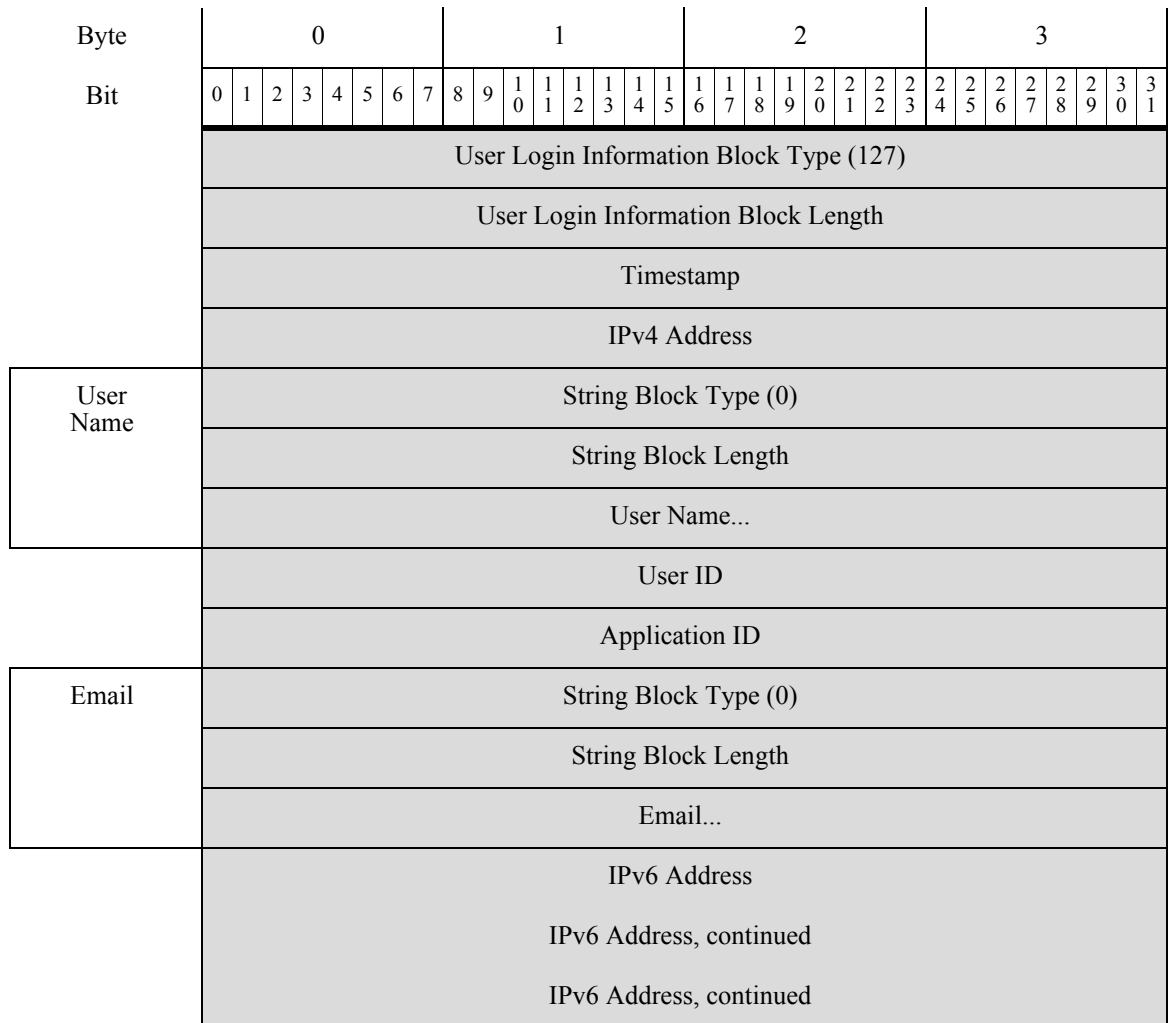 Byte 0 1 2 3
Bit 0 1 2 3 4 5 6 7 8 9 10 11 12 13 14 15 16 17 18 19 20 21 22 23 24 25 26 27 28 29 30 31
User Login Information Block Type (127)
User Login Information Block Length
Timestamp
IPv4 Address
User
Name
String Block Type (0)
String Block Length
User Name...
User ID
Application ID
Email
String Block Type (0)
String Block Length
Email...
IPv6 Address
IPv6 Address, continued
IPv6 Address, continued